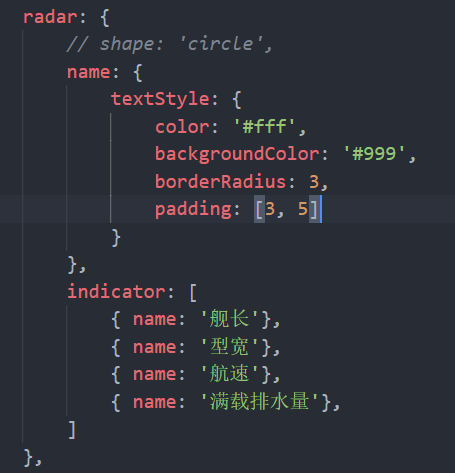 radar: {
    // shape: 'circle',
    name: {
        textStyle: {
            color: '#fff',
            backgroundColor: '#999',
            borderRadius: 3,
            padding: [3, 5]
        }
    },
    indicator: [
        { name: '舰长'},
        { name: '型宽'},
        { name: '航速'},
        { name: '满载排水量'},
    ]
},